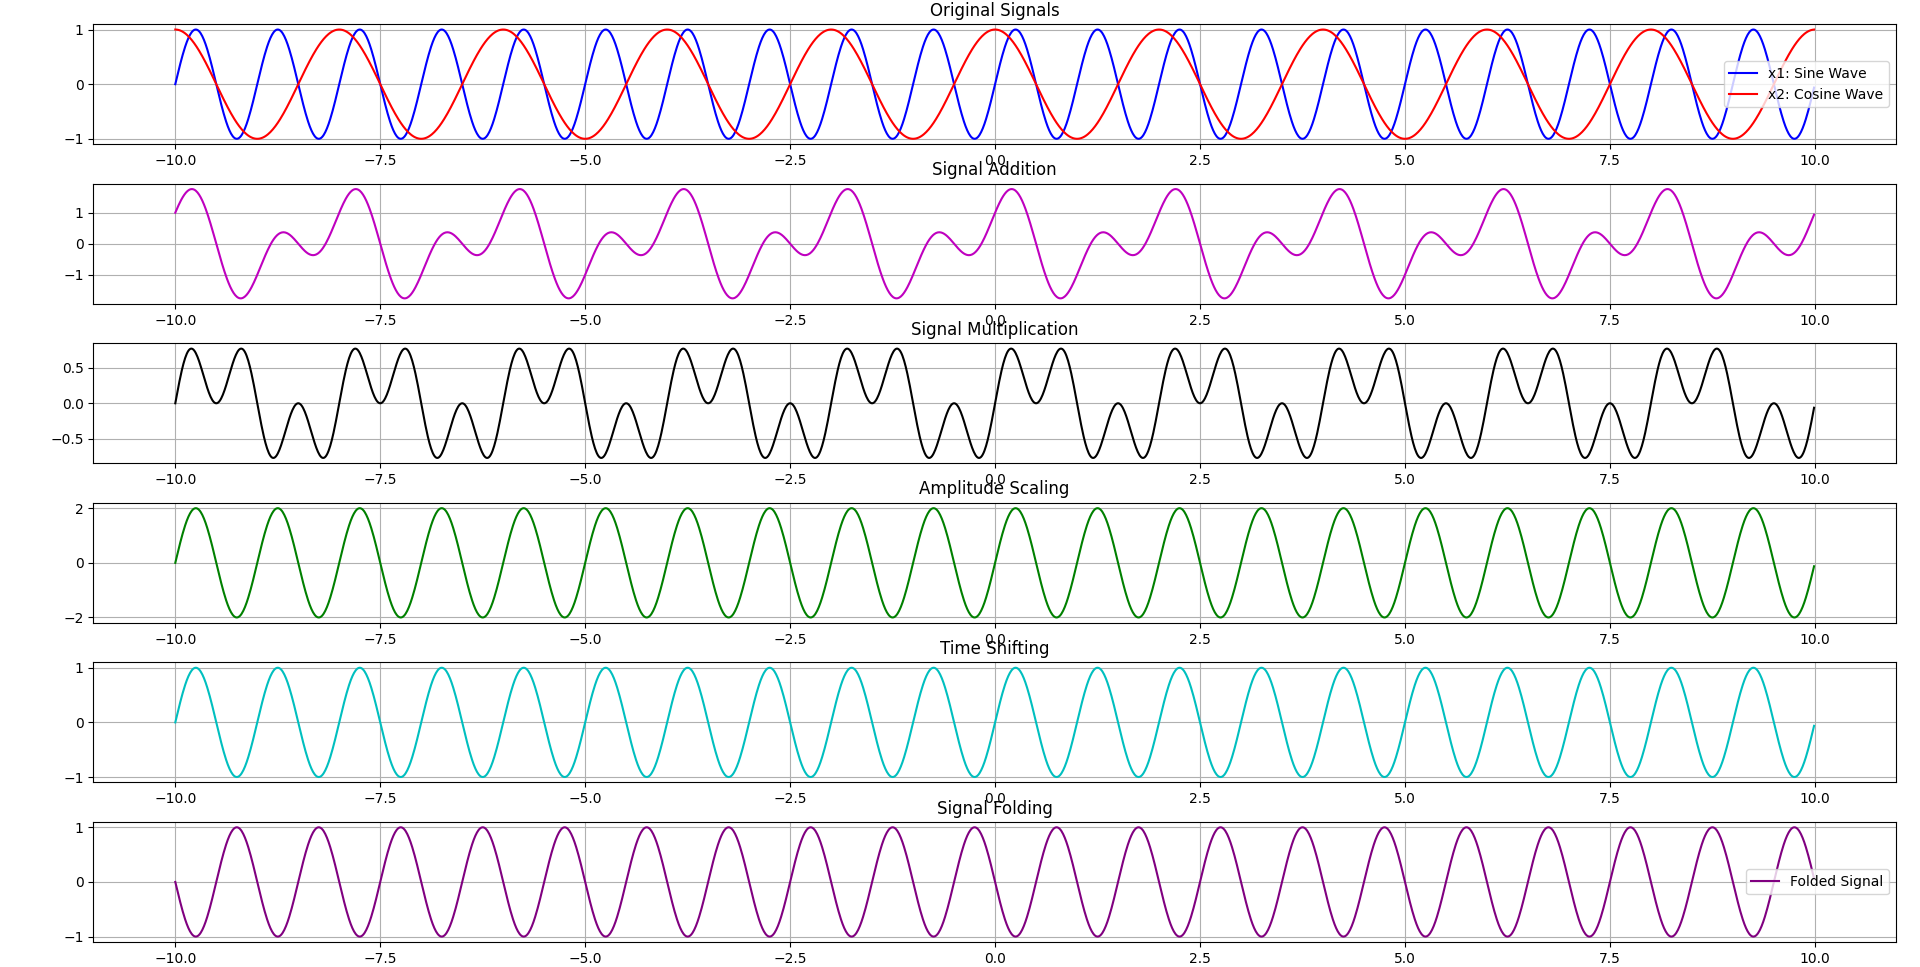 Original Signals
1
0
−1
x1: Sine Wave
x2: Cosine Wave
−10.0 −7.5 −5.0 −2.5 0.0 2.5 5.0 7.5 10.0
Signal Addition
1
0
−1
−10.0 −7.5 −5.0 −2.5 0.0 2.5 5.0 7.5 10.0
Signal Multiplication
0.5
0.0
−0.5
−10.0 −7.5 −5.0 −2.5 0.0 2.5 5.0 7.5 10.0
Amplitude Scaling
2
0
−2
−10.0 −7.5 −5.0 −2.5 0.0 2.5 5.0 7.5 10.0
Time Shifting
1
0
−1
−10.0 −7.5 −5.0 −2.5 0.0 2.5 5.0 7.5 10.0
Signal Folding
1
0
−1
Folded Signal
−10.0 −7.5 −5.0 −2.5 0.0 2.5 5.0 7.5 10.0